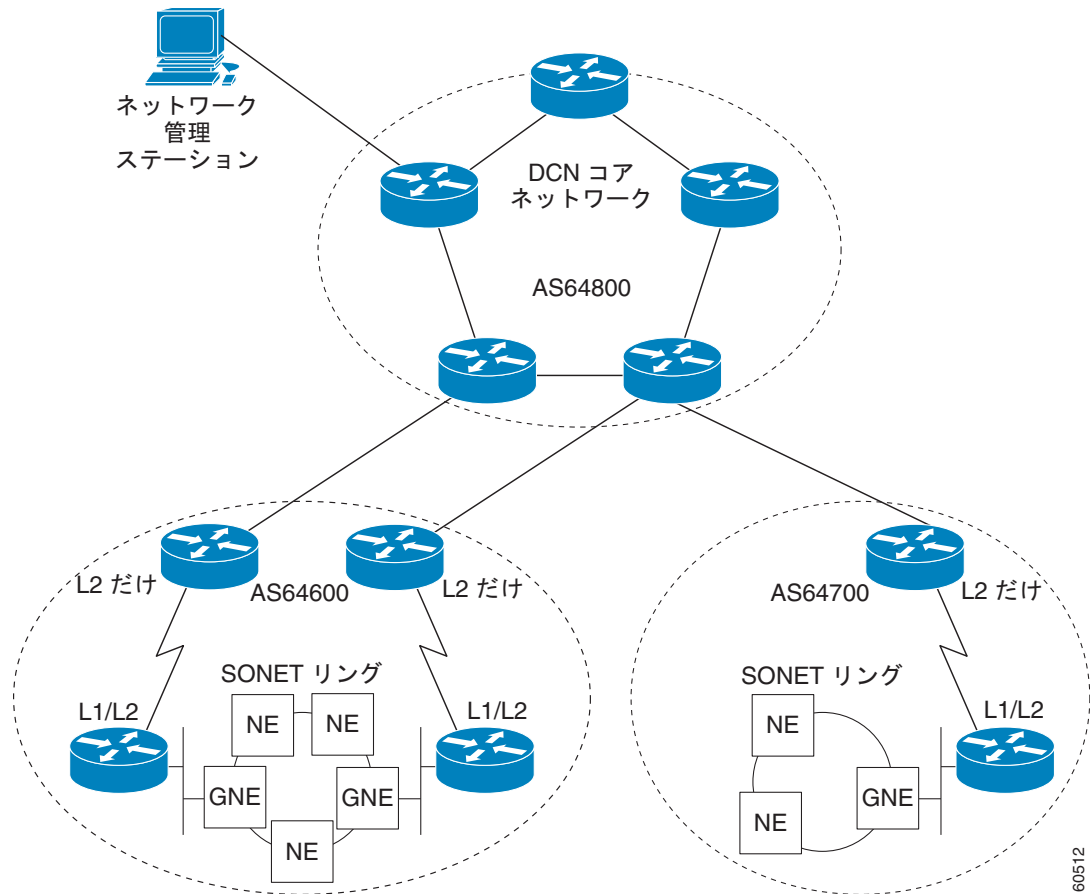 ネットワーク
管理
ステーション
DCN コア
ネットワーク
AS64800
L2 だけ
AS64600
L2 だけ
AS64700
L2 だけ
SONET リング
SONET リング
L1/L2
NE
NE
L1/L2
NE
L1/L2
GNE
GNE
GNE
NE
NE
60512